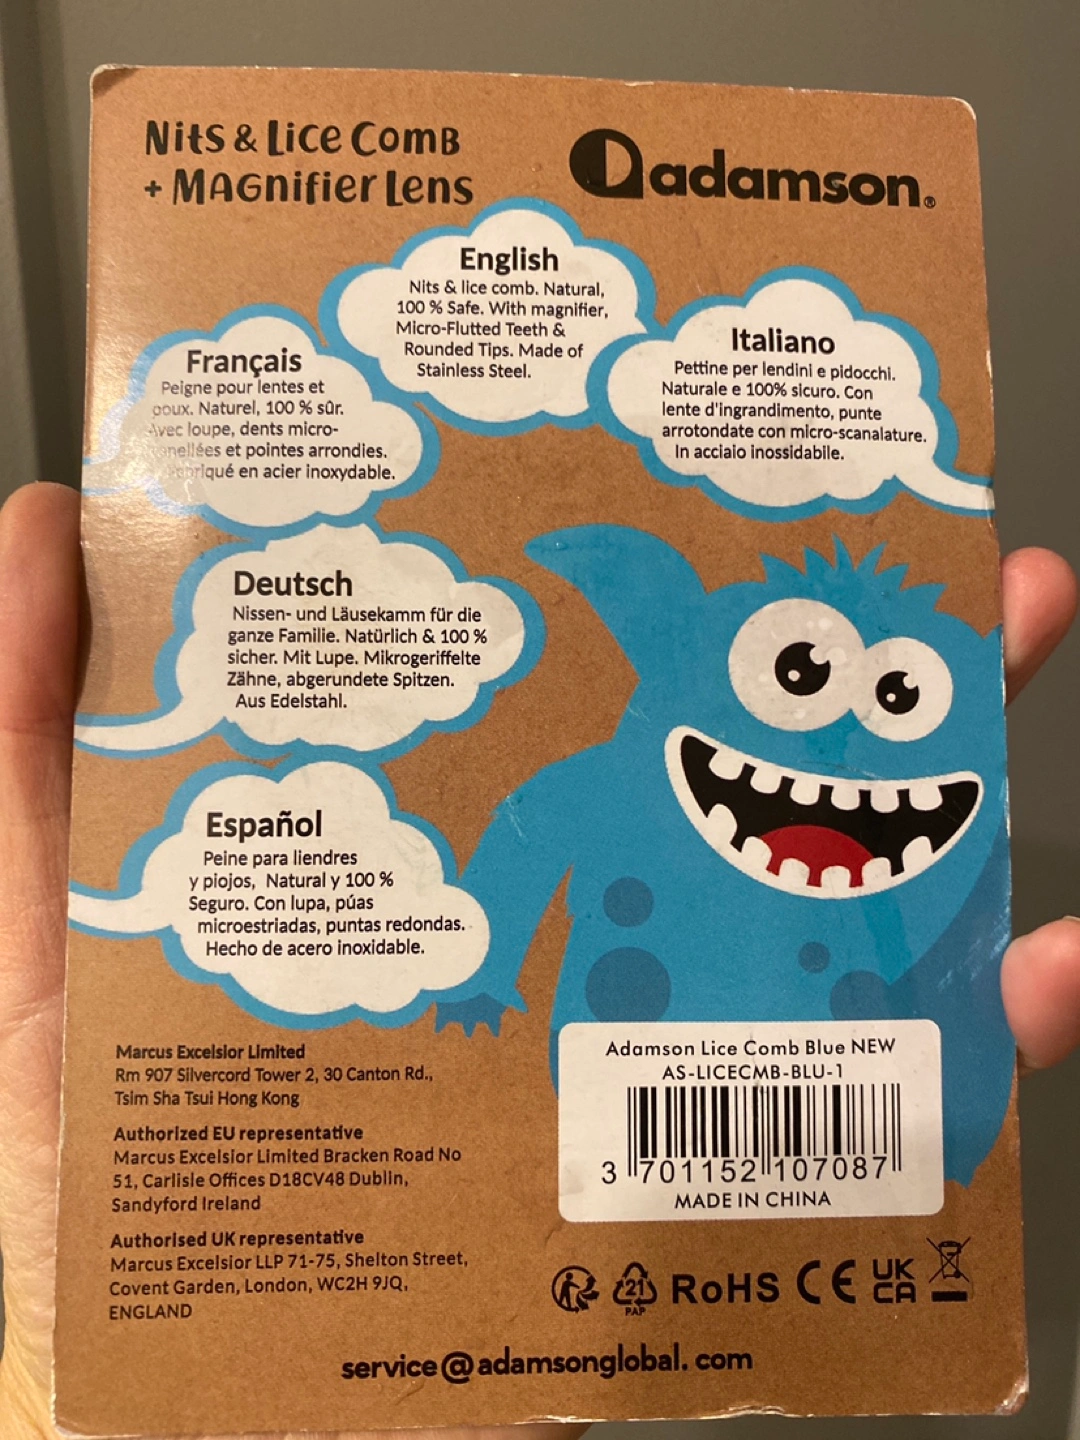 Nits & Lice Comb
+ Magnifier Lens
adamson®
English
Nits & lice comb. Natural,
100 % Safe. With magnifier,
Micro-Flutted Teeth &
Rounded Tips. Made of
Stainless Steel.
Français
Peigne pour lentes et
poux. Naturel, 100 % sûr.
Avec loupe, dents micro-
et pointes arrondies.
en acier inoxydable.
Italiano
Pettine per lendini e pidocchi.
Naturale e 100% sicuro. Con
lente d'ingrandimento, punte
arrotondate con micro-scanalature.
In acciaio inossidabile.
Deutsch
Nissen- und Läusekamm für die
ganze Familie. Natürlich & 100 %
sicher. Mit Lupe. Mikrogeriffelte
Zähne, abgerundete Spitzen.
Aus Edelstahl.
Español
Peine para liendres
y piojos, Natural y 100 %
Seguro. Con lupa, púas
microestriadas, puntas redondas.
Hecho de acero inoxidable.
Marcus Excelsior Limited
Rm 907 Silvercord Tower 2, 30 Canton Rd.,
Tsim Sha Tsui Hong Kong
Authorized EU representative
Marcus Excelsior Limited Bracken Road No
51, Carlisle Offices D18CV48 Dublin,
Sandyford Ireland
Authorised UK representative
Marcus Excelsior LLP 71-75, Shelton Street,
Covent Garden, London, WC2H 9JQ,
ENGLAND
Adamson Lice Comb Blue NEW
AS-LICECMB-BLU-1
3 701152 107087
MADE IN CHINA
21
PAP
RoHS CE UK
CA
service@adamsonglobal.com